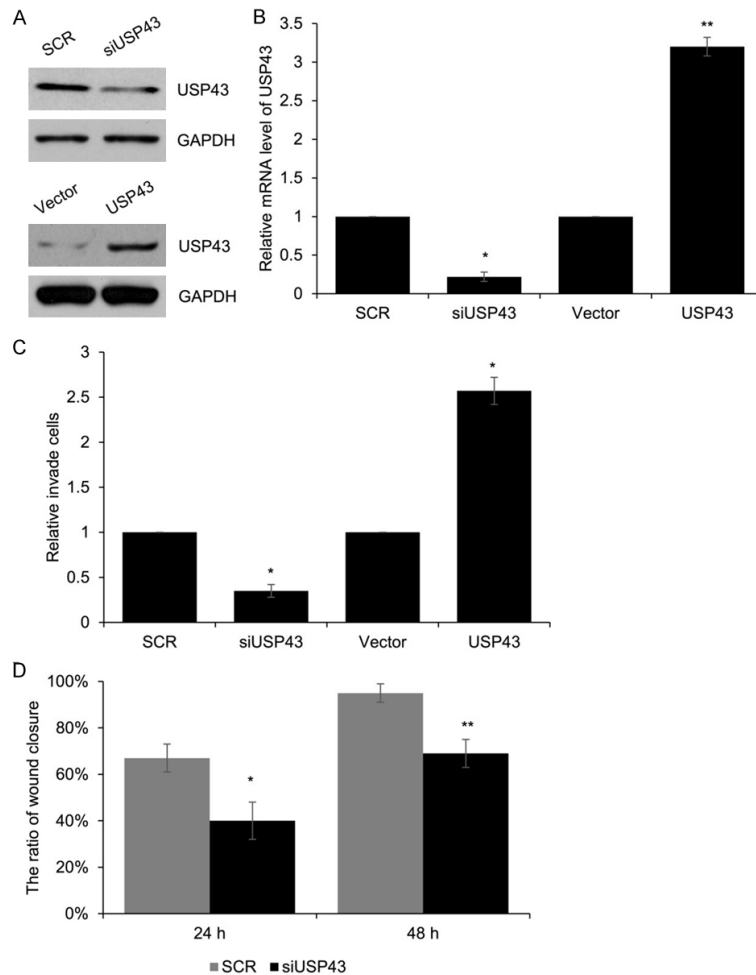 A
SCR siUSP43
USP43
GAPDH
Vector USP43
USP43
GAPDH
B
Relative mRNA level of USP43
3.5
3
2.5
2
1.5
1
0.5
0
**
*
SCR siUSP43 Vector USP43
C
Relative invade cells
3
2.5
2
1
0.5
0
*
*
SCR siUSP43 Vector USP43
D
The ratio of wound closure
100%
80%
60%
40%
20%
0%
*
**
24 h 48 h
SCR siUSP43